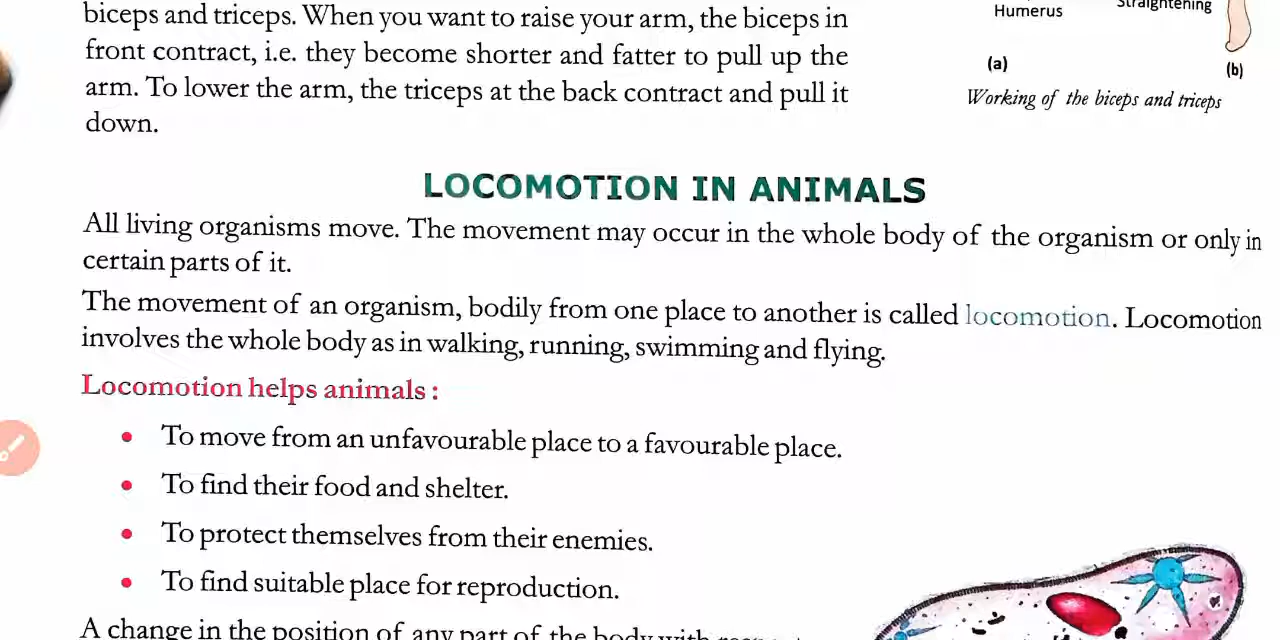 biceps and triceps. When you want to raise your arm, the biceps in
front contract, i.e. they become shorter and fatter to pull up the
arm. To lower the arm, the triceps at the back contract and pull it
down.
Humerus
Straightening
(a)
(b)
Working of the biceps and triceps
LOCOMOTION IN ANIMALS
All living organisms move. The movement may occur in the whole body of the organism or only in
certain parts of it.
The movement of an organism, bodily from one place to another is called locomotion. Locomotion
involves the whole body as in walking, running, swimming and flying.
Locomotion helps animals :
• To move from an unfavourable place to a favourable place.
• To find their food and shelter.
• To protect themselves from their enemies.
• To find suitable place for reproduction.
A change in the position of any part of the body with